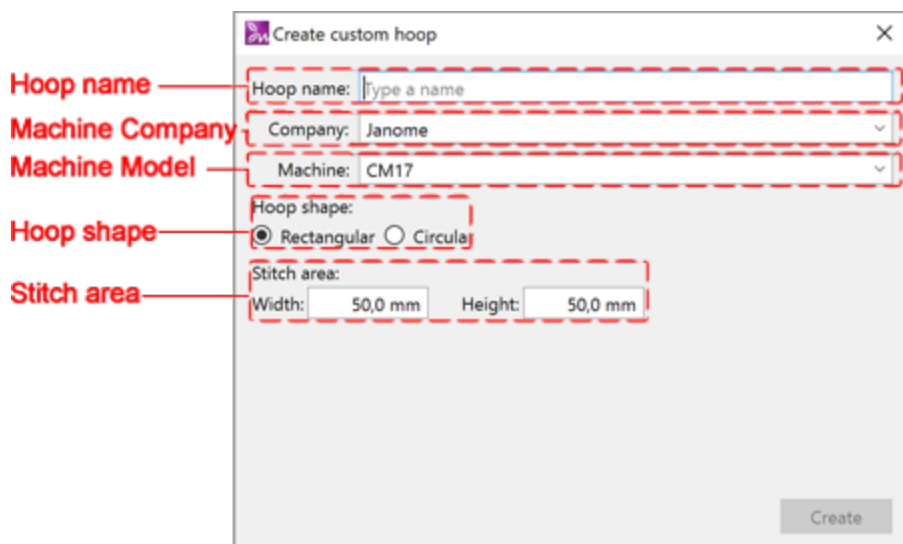 Create custom hoop
Hoop name
Hoop name: Type a name
Machine Company
Company: Janome
Machine Model
Machine: CM17
Hoop shape
Hoop shape:
Rectangular Circula
Stitch area
Stitch area:
Width: 50,0 mm Height: 50,0 mm
Create